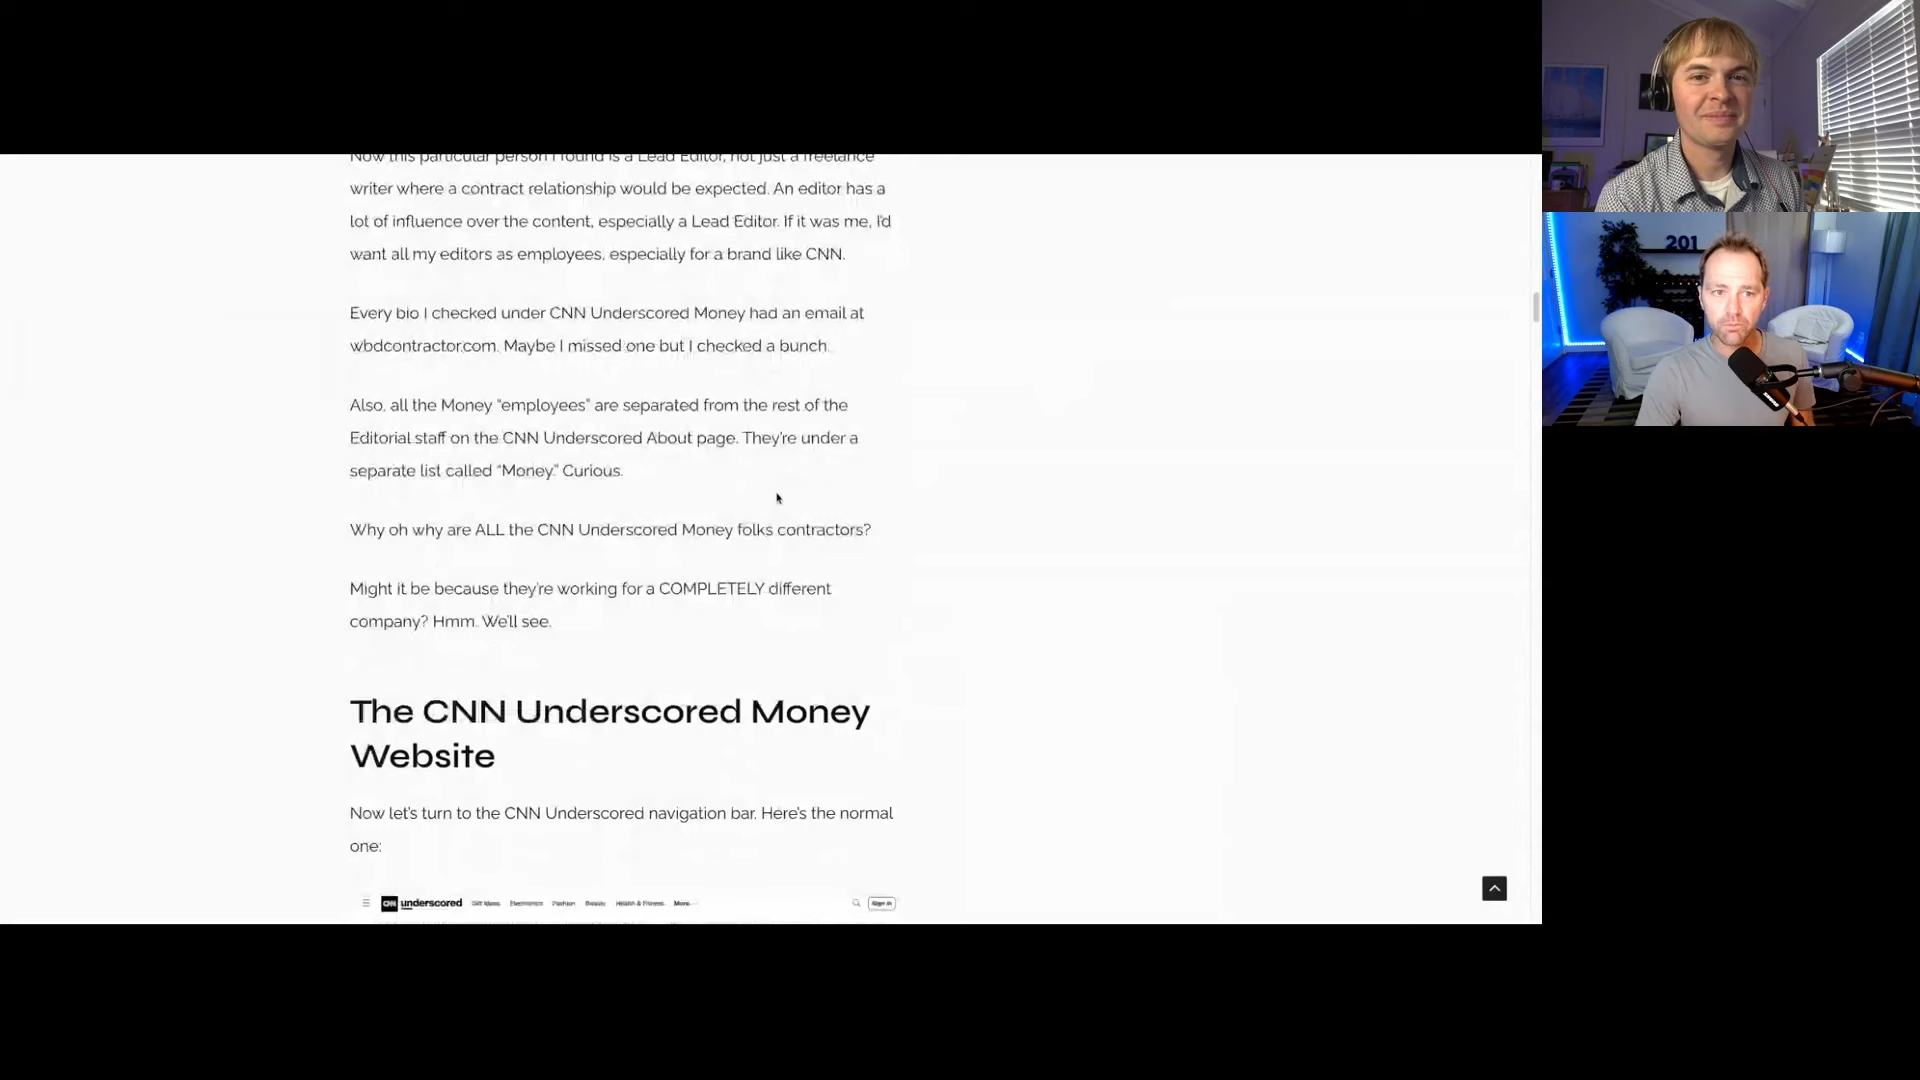 Now this particular person I found is a Lead Editor, not just a freelance
writer where a contract relationship would be expected. An editor has a
lot of influence over the content, especially a Lead Editor. If it was me, I'd
want all my editors as employees, especially for a brand like CNN.
Every bio I checked under CNN Underscored Money had an email at
wbdcontractor.com. Maybe I missed one but I checked a bunch.
Also, all the Money “employees” are separated from the rest of the
Editorial staff on the CNN Underscored About page. They're under a
separate list called “Money.” Curious.
Why oh why are ALL the CNN Underscored Money folks contractors?
Might it be because they're working for a COMPLETELY different
company? Hmm. We'll see.
The CNN Underscored Money
Website
Now let's turn to the CNN Underscored navigation bar. Here's the normal
one:
CNN underscored Gift Ideas Electronics Fashion Beauty Health & Fitness More Sign in
201